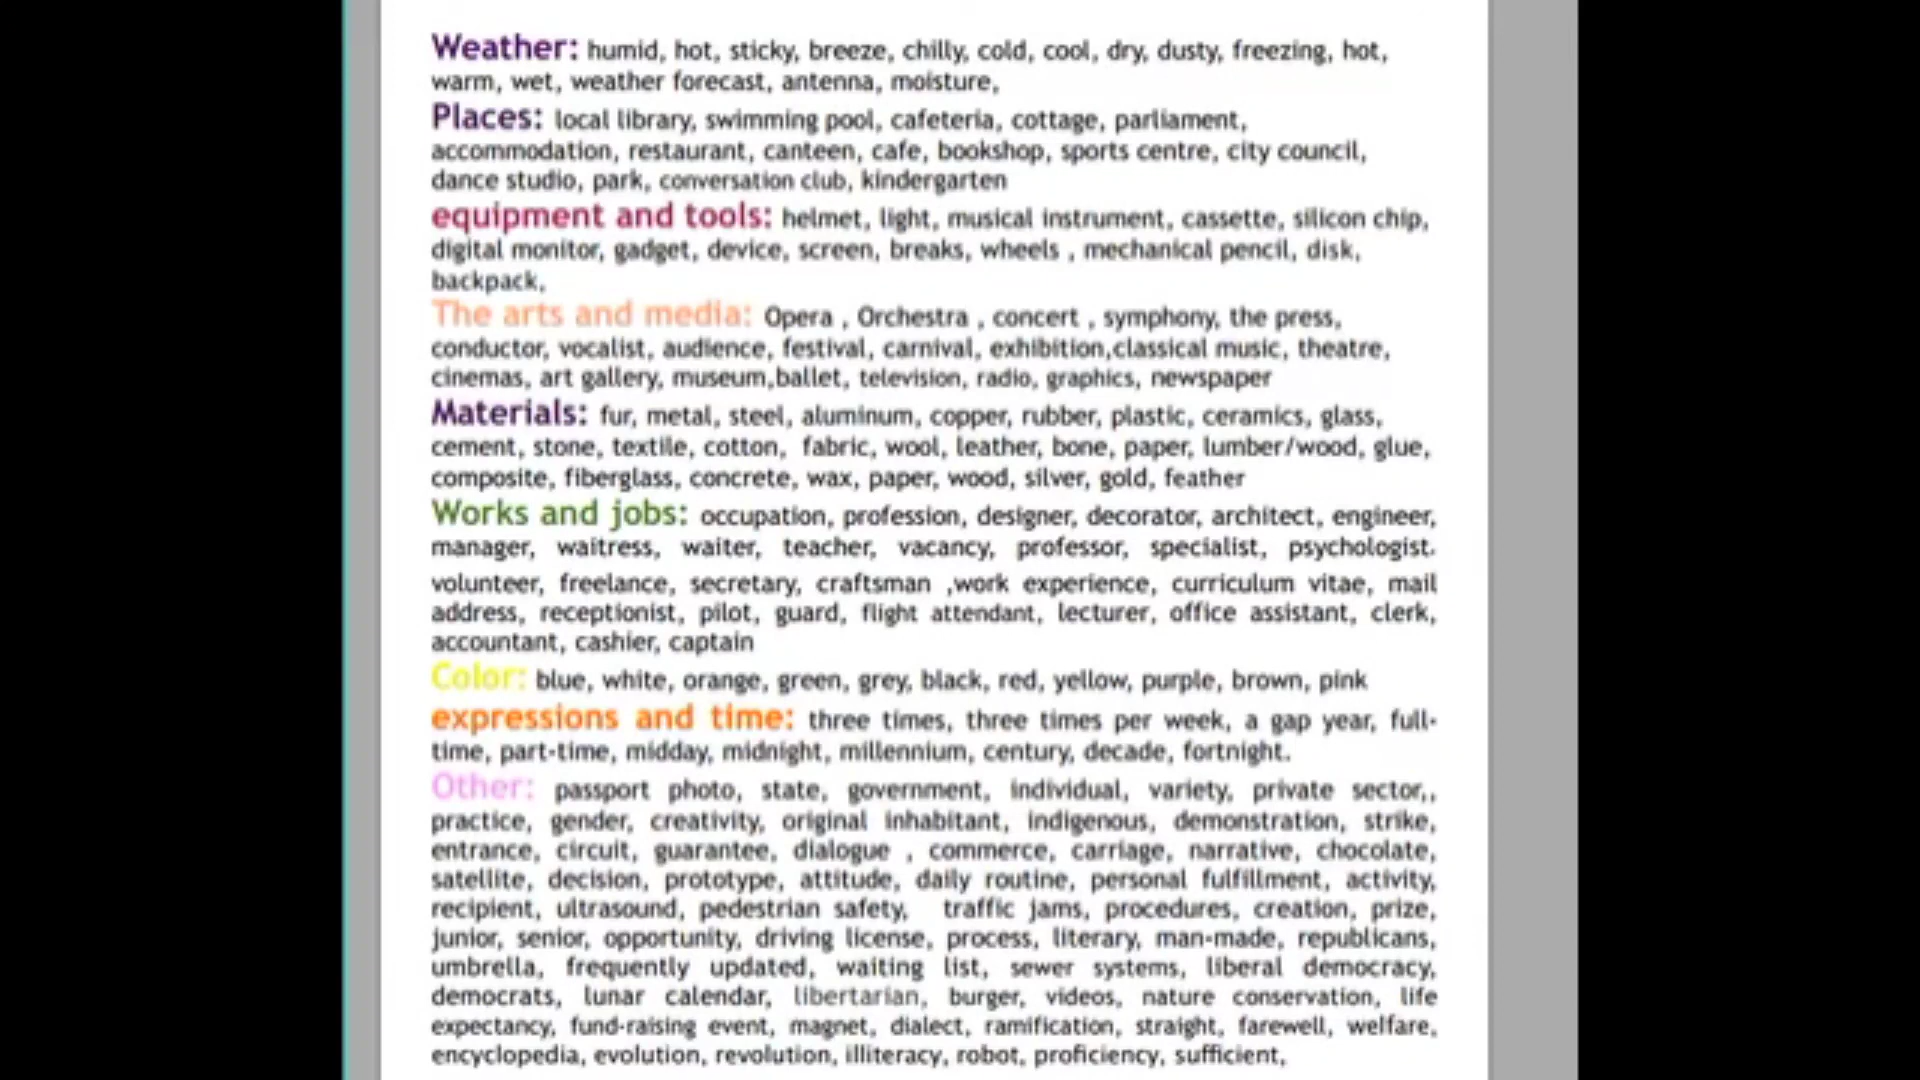 Weather: humid, hot, sticky, breeze, chilly, cold, cool, dry, dusty, freezing, hot,
warm, wet, weather forecast, antenna, moisture,
Places: local library, swimming pool, cafeteria, cottage, parliament,
accommodation, restaurant, canteen, cafe, bookshop, sports centre, city council,
dance studio, park, conversation club, kindergarten
equipment and tools: helmet, light, musical instrument, cassette, silicon chip,
digital monitor, gadget, device, screen, breaks, wheels , mechanical pencil, disk,
backpack,
The arts and media: Opera , Orchestra , concert , symphony, the press,
conductor, vocalist, audience, festival, carnival, exhibition,classical music, theatre,
cinemas, art gallery, museum,ballet, television, radio, graphics, newspaper
Materials: fur, metal, steel, aluminum, copper, rubber, plastic, ceramics, glass,
cement, stone, textile, cotton, fabric, wool, leather, bone, paper, lumber/wood, glue,
composite, fiberglass, concrete, wax, paper, wood, silver, gold, feather
Works and jobs: occupation, profession, designer, decorator, architect, engineer,
manager, waitress, waiter, teacher, vacancy, professor, specialist, psychologist.
volunteer, freelance, secretary, craftsman ,work experience, curriculum vitae, mail
address, receptionist, pilot, guard, flight attendant, lecturer, office assistant, clerk,
accountant, cashier, captain
Color: blue, white, orange, green, grey, black, red, yellow, purple, brown, pink
expressions and time: three times, three times per week, a gap year, full-
time, part-time, midday, midnight, millennium, century, decade, fortnight.
Other: passport photo, state, government, individual, variety, private sector,,
practice, gender, creativity, original inhabitant, indigenous, demonstration, strike,
entrance, circuit, guarantee, dialogue , commerce, carriage, narrative, chocolate,
satellite, decision, prototype, attitude, daily routine, personal fulfillment, activity,
recipient, ultrasound, pedestrian safety, traffic jams, procedures, creation, prize,
junior, senior, opportunity, driving license, process, literary, man-made, republicans,
umbrella, frequently updated, waiting list, sewer systems, liberal democracy,
democrats, lunar calendar, libertarian, burger, videos, nature conservation, life
expectancy, fund-raising event, magnet, dialect, ramification, straight, farewell, welfare,
encyclopedia, evolution, revolution, illiteracy, robot, proficiency, sufficient,